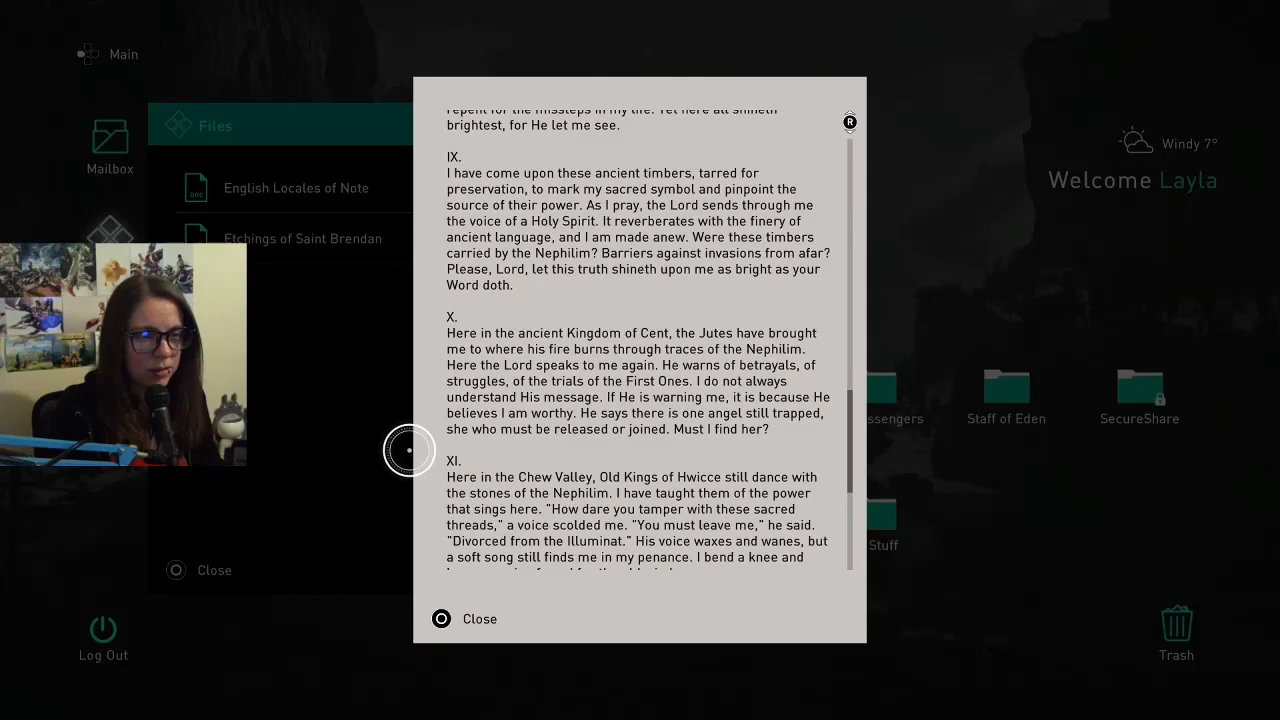 Main
Files
Mailbox
English Locales of Note
Etchings of Saint Brendan
Close
Log Out
repent for the missteps in my life. Yet here all shineth
brightest, for He let me see.
IX.
I have come upon these ancient timbers, tarred for
preservation, to mark my sacred symbol and pinpoint the
source of their power. As I pray, the Lord sends through me
the voice of a Holy Spirit. It reverberates with the finery of
ancient language, and I am made anew. Were these timbers
carried by the Nephilim? Barriers against invasions from afar?
Please, Lord, let this truth shineth upon me as bright as your
Word doth.
X.
Here in the ancient Kingdom of Cent, the Jutes have brought
me to where his fire burns through traces of the Nephilim.
Here the Lord speaks to me again. He warns of betrayals, of
struggles, of the trials of the First Ones. I do not always
understand His message. If He is warning me, it is because He
believes I am worthy. He says there is one angel still trapped,
she who must be released or joined. Must I find her?
XI.
Here in the Chew Valley, Old Kings of Hwicce still dance with
the stones of the Nephilim. I have taught them of the power
that sings here. "How dare you tamper with these sacred
threads," a voice scolded me. "You must leave me," he said.
"Divorced from the Illuminat." His voice waxes and wanes, but
a soft song still finds me in my penance. I bend a knee and
R
Close
Windy 7°
Welcome Layla
ssengers
Staff of Eden
SecureShare
Stuff
Trash